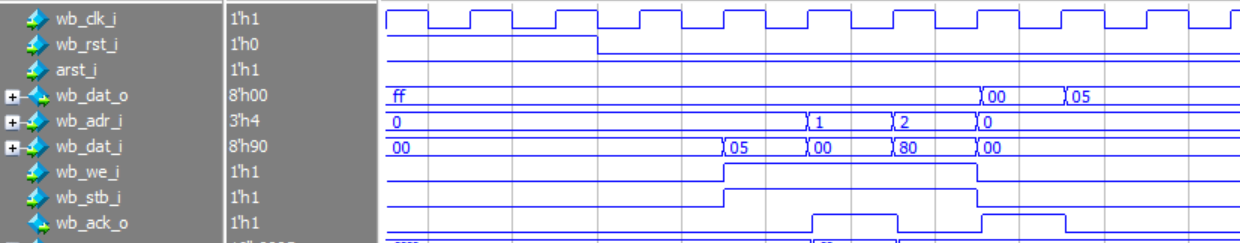 wb_clk_i 1'h1
wb_rst_i 1'h0
arst_i 1'h1
wb_dat_o 8'h00 ff 00 05
wb_adr_i 3'h4 0 1 2 0
wb_dat_i 8'h90 00 05 00 80 00
wb_we_i 1'h1
wb_stb_i 1'h1
wb_ack_o 1'h1